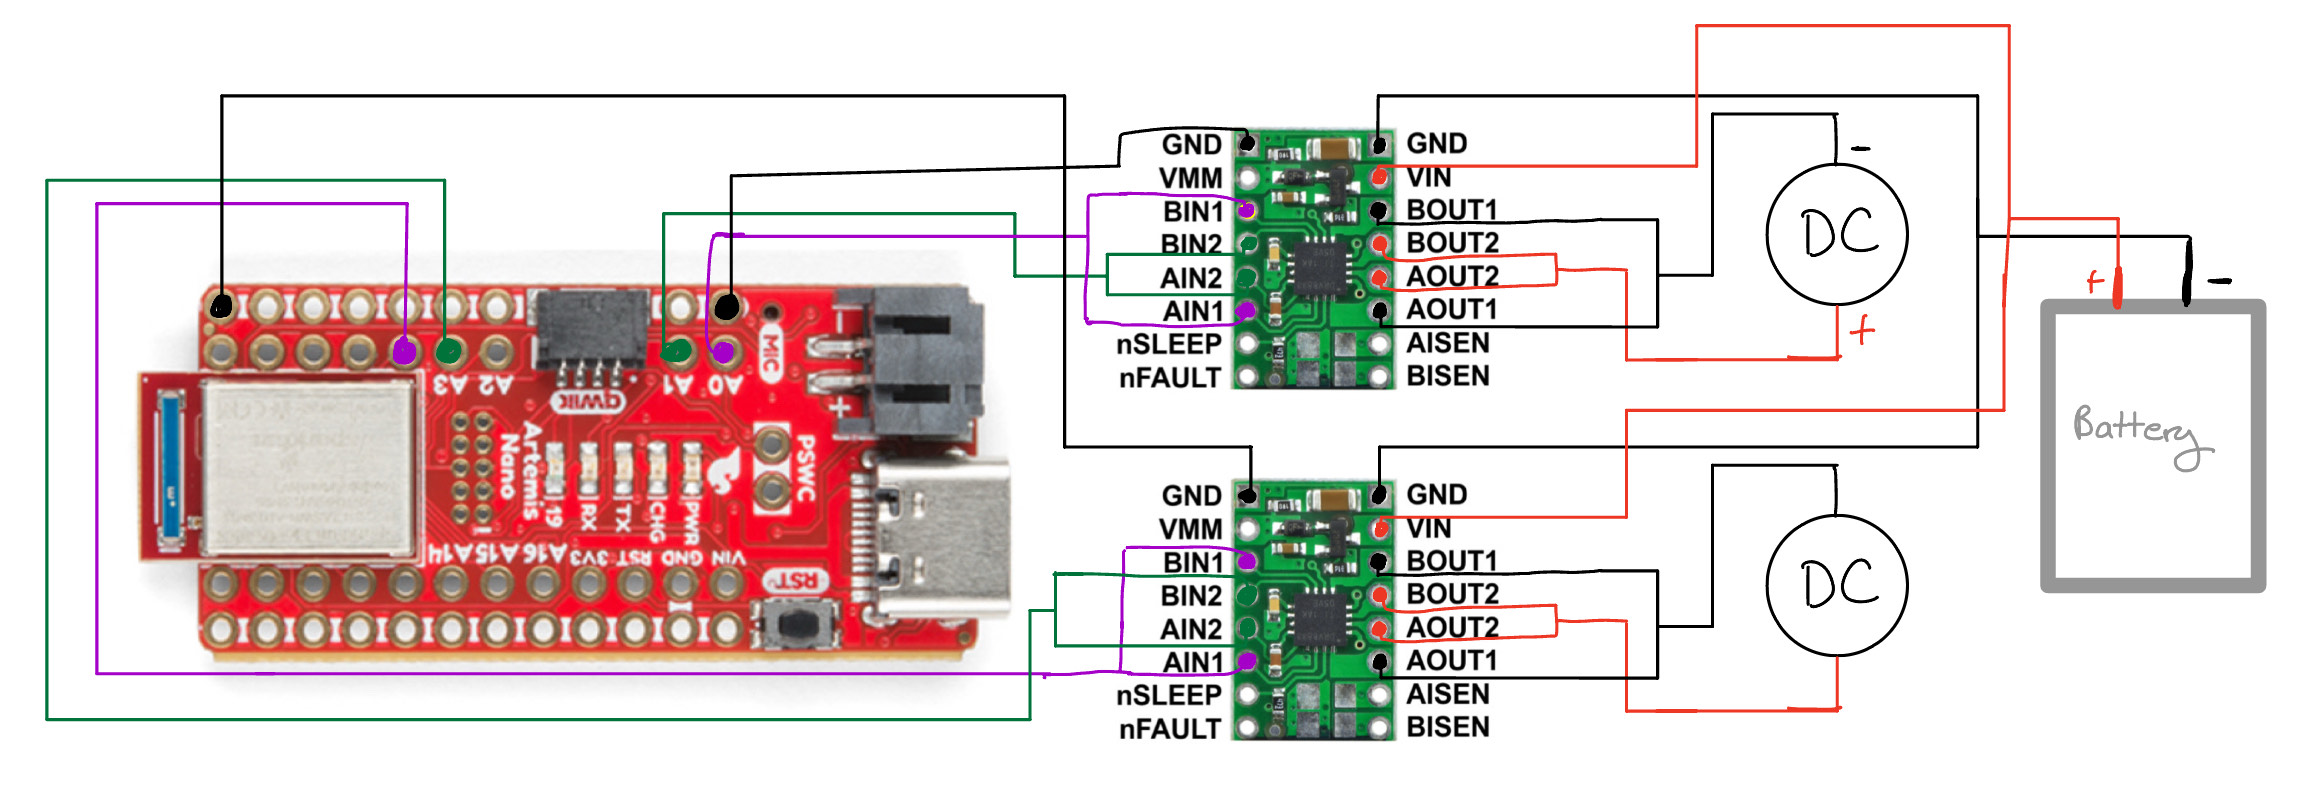 GND
VMM
BIN1
BIN2
AIN2
AIN1
nSLEEP
nFAULT
GND
VIN
BOUT1
BOUT2
AOUT2
AOUT1
AISEN
BISEN
-
DC
+
+ -
Battery
A3 A2
QWIIC
A1 A0
MIC
-
+
Artemis
Nano
19 RX TX CHG PWR
PSWC
A14 A15 A16 3V3 RST GND VIN
RST
GND
VMM
BIN1
BIN2
AIN2
AIN1
nSLEEP
nFAULT
GND
VIN
BOUT1
BOUT2
AOUT2
AOUT1
AISEN
BISEN
DC